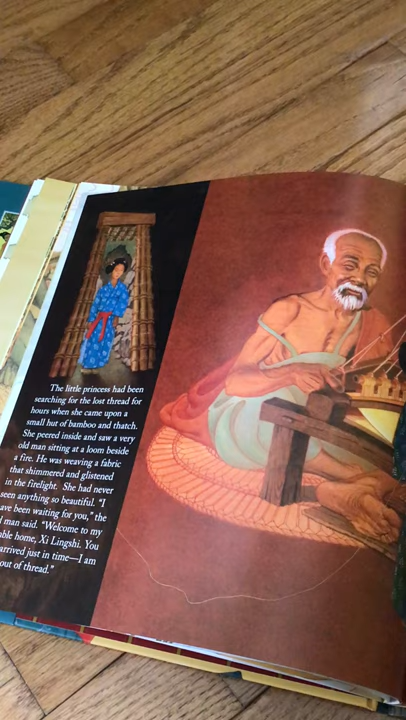 The little princess had been
searching for the lost thread for
hours when she came upon a
small hut of bamboo and thatch.
She peered inside and saw a very
old man sitting at a loom beside
a fire. He was weaving a fabric
that shimmered and glistened
in the firelight. She had never
seen anything so beautiful. "I
ave been waiting for you," the
d man said. "Welcome to my
ble home, Xi Lingshi. You
arrived just in time—I am
out of thread."